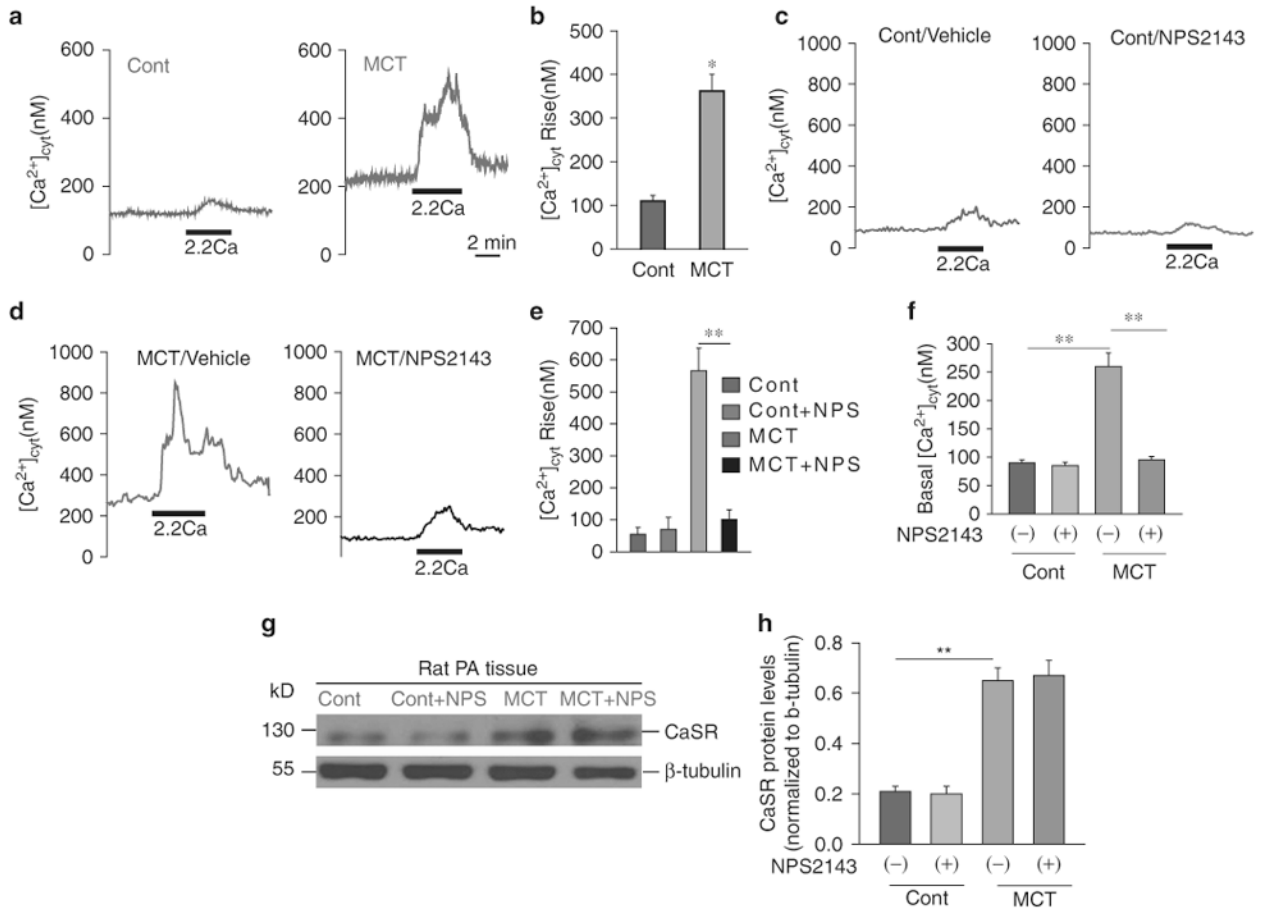 a
600
400
200
0
[Ca²⁺]cyt(nM)
Cont
2.2Ca
600
400
200
0
MCT
2.2Ca
2 min
b
500
400
300
200
100
0
[Ca²⁺]cyt Rise(nM)
*
Cont MCT
c
Cont/Vehicle
1000
800
600
400
200
0
[Ca²⁺]cyt(nM)
2.2Ca
Cont/NPS2143
1000
800
600
400
200
0
2.2Ca
d
1000
800
600
400
200
0
[Ca²⁺]cyt(nM)
MCT/Vehicle
2.2Ca
1000
800
600
400
200
MCT/NPS2143
2.2Ca
e
700
600
500
400
300
200
100
0
[Ca²⁺]cyt Rise(nM)
**
Cont
Cont+NPS
MCT
MCT+NPS
f
300
250
200
150
100
50
0
Basal [Ca²⁺]cyt(nM)
**
**
NPS2143 (−) (+) (−) (+)
Cont MCT
g
Rat PA tissue
kD Cont Cont+NPS MCT MCT+NPS
130 CaSR
55 β-tubulin
h
0.8
0.6
0.4
0.2
0.0
CaSR protein levels
(normalized to b-tubulin)
**
NPS2143 (−) (+) (−) (+)
Cont MCT